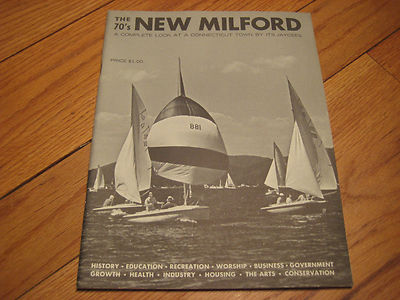 THE 70's NEW MILFORD
A COMPLETE LOOK AT A CONNECTICUT TOWN BY ITS JAYCEES
PRICE $1.00
881
HISTORY • EDUCATION • RECREATION • WORSHIP • BUSINESS • GOVERNMENT
GROWTH • HEALTH • INDUSTRY • HOUSING • THE ARTS • CONSERVATION